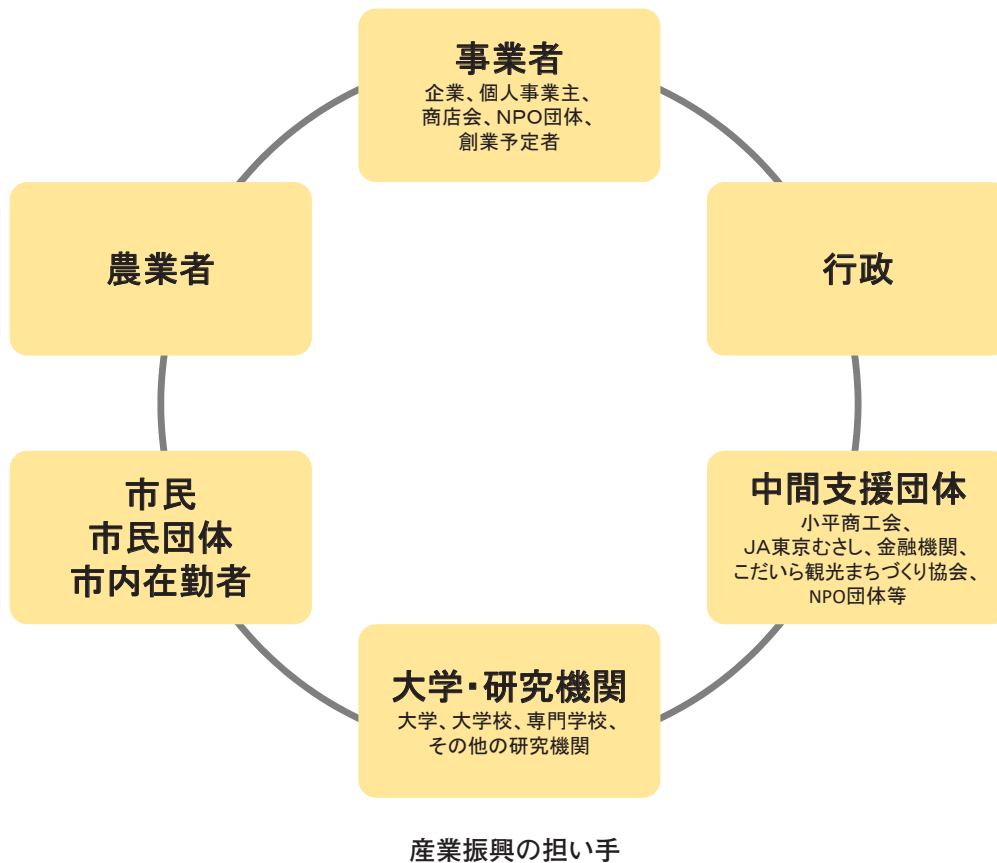 事業者
企業、個人事業主、
商店会、NPO団体、
創業予定者
農業者
行政
市民
市民団体
市内在勤者
中間支援団体
小平商工会、
JA東京むさし、金融機関、
こだいら観光まちづくり協会、
NPO団体等
大学・研究機関
大学、大学校、専門学校、
その他の研究機関
産業振興の担い手